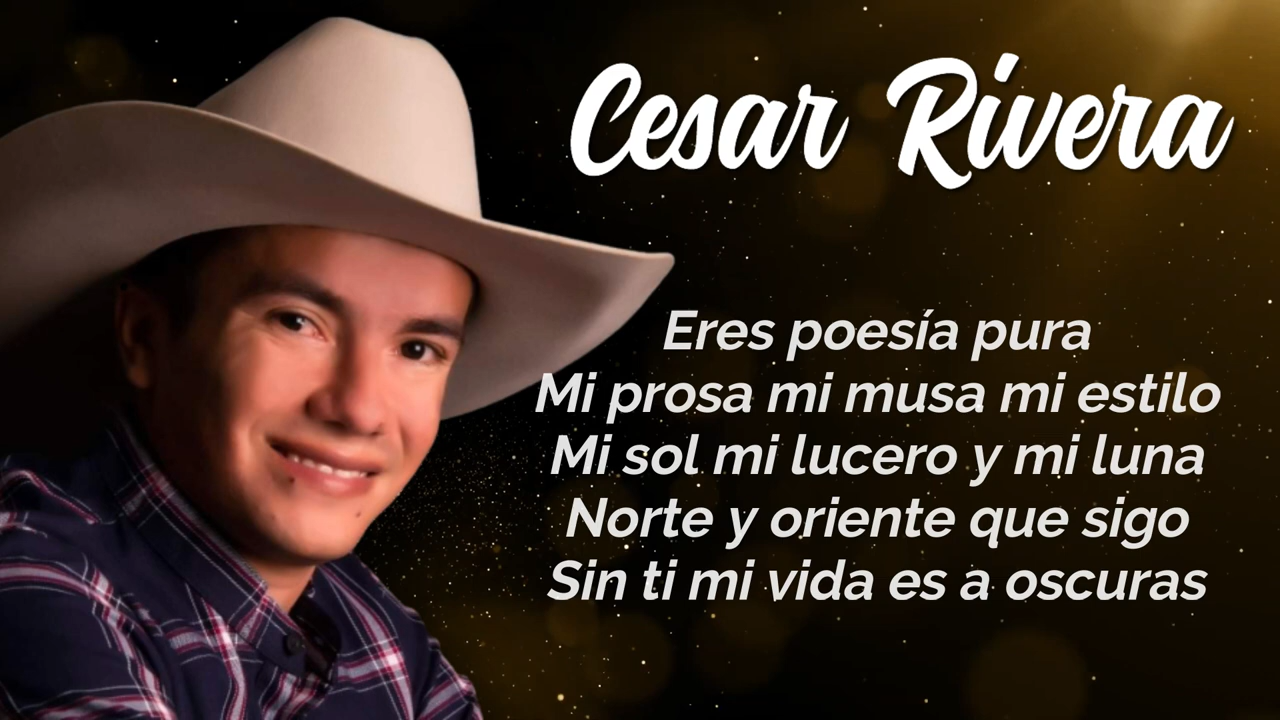 Cesar Rivera
Eres poesía pura
Mi prosa mi musa mi estilo
Mi sol mi lucero y mi luna
Norte y oriente que sigo
Sin ti mi vida es a oscuras